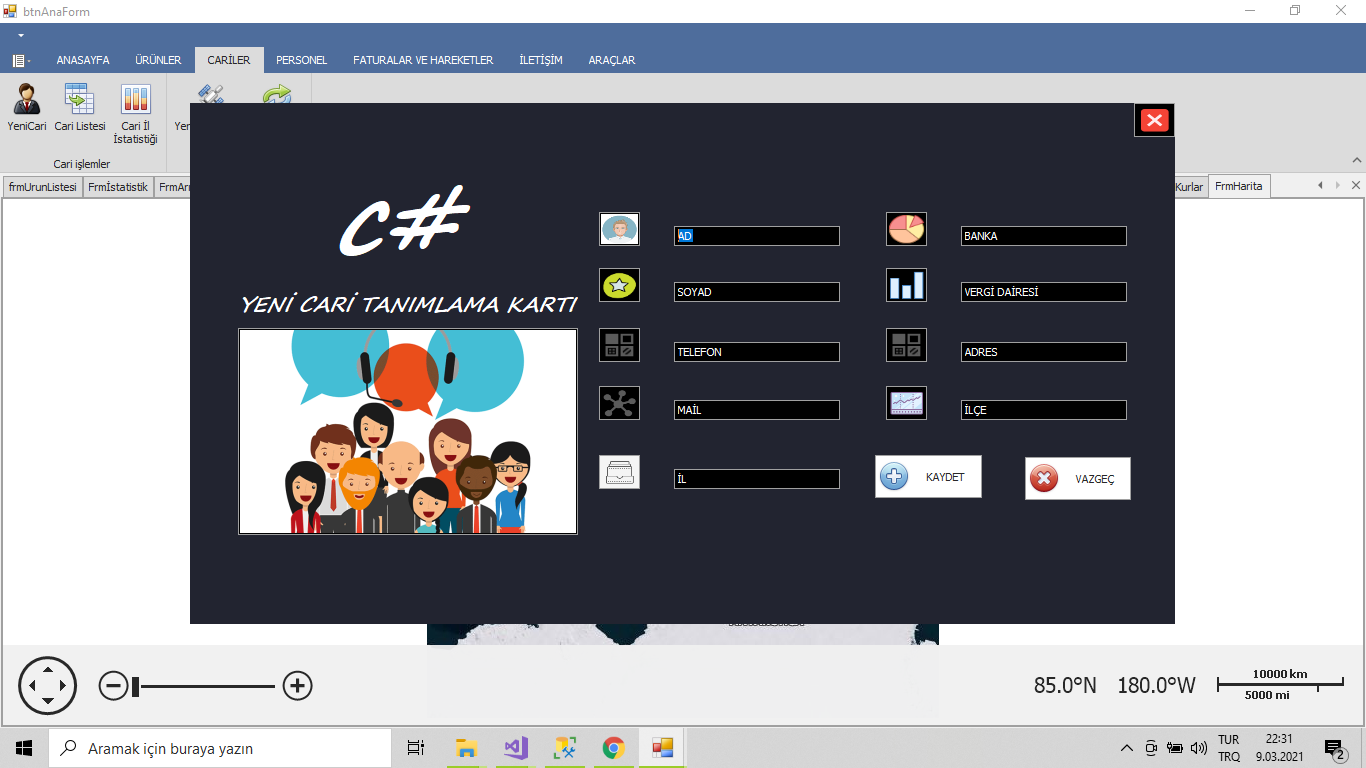 btnAnaForm
ANASAYFA ÜRÜNLER CARİLER PERSONEL FATURALAR VE HAREKETLER İLETİŞİM ARAÇLAR
YeniCari Cari Listesi Cari İl
İstatistiği
Cari işlemler
frmUrunListesi Frmİstatistik Kurlar FrmHarita
C#
YENİ CARİ TANIMLAMA KARTI
AD BANKA
SOYAD VERGİ DAİRESİ
TELEFON ADRES
MAİL İLÇE
İL KAYDET VAZGEÇ
85.0°N 180.0°W 10000 km
5000 mi
Aramak için buraya yazın
TUR 22:31
TRQ 9.03.2021 2